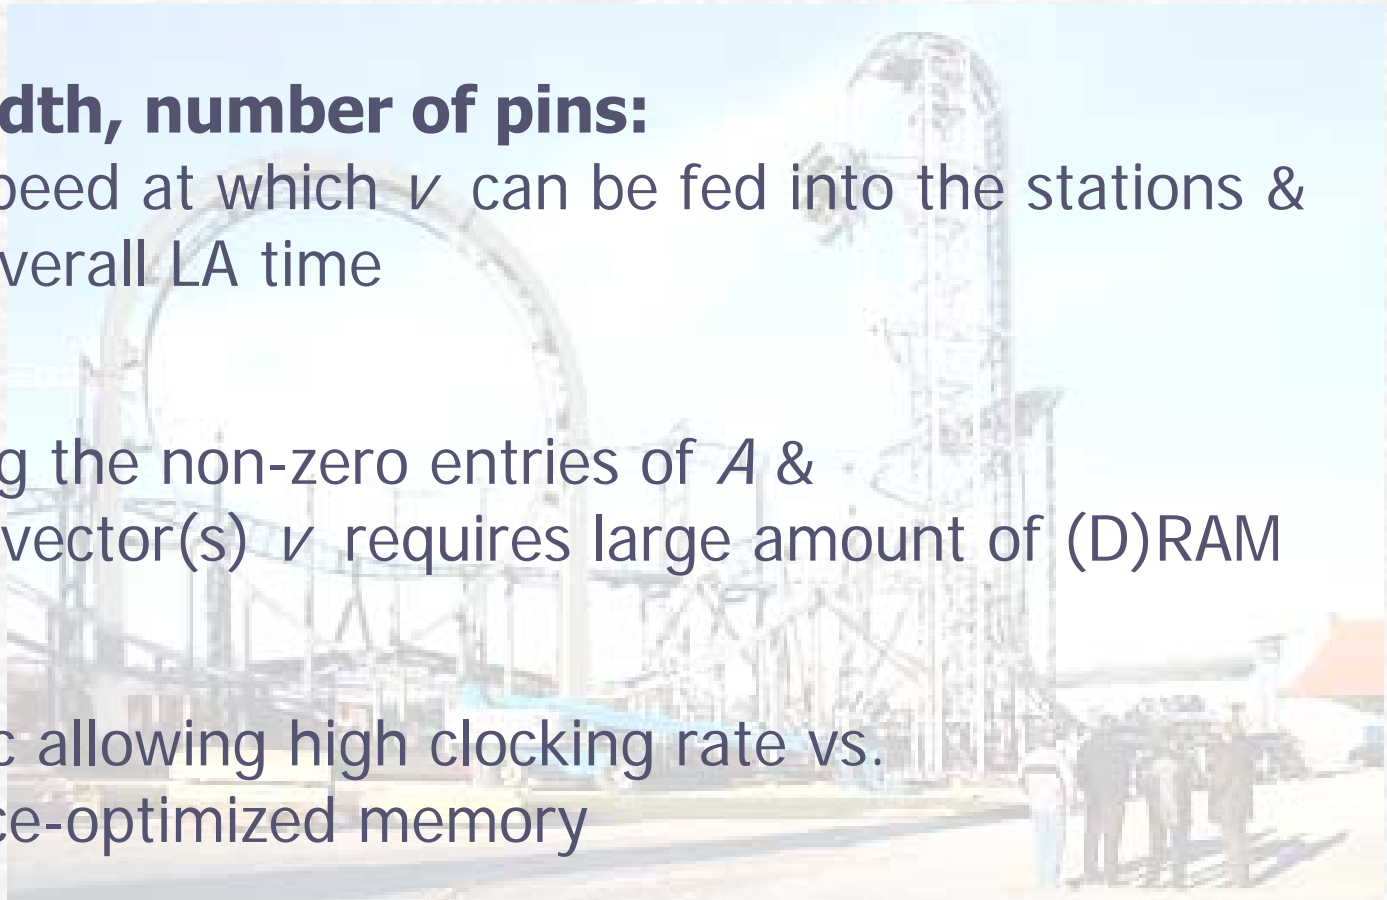 dth, number of pins:
peed at which v can be fed into the stations &
verall LA time
g the non-zero entries of A &
vector(s) v requires large amount of (D)RAM
c allowing high clocking rate vs.
ce-optimized memory